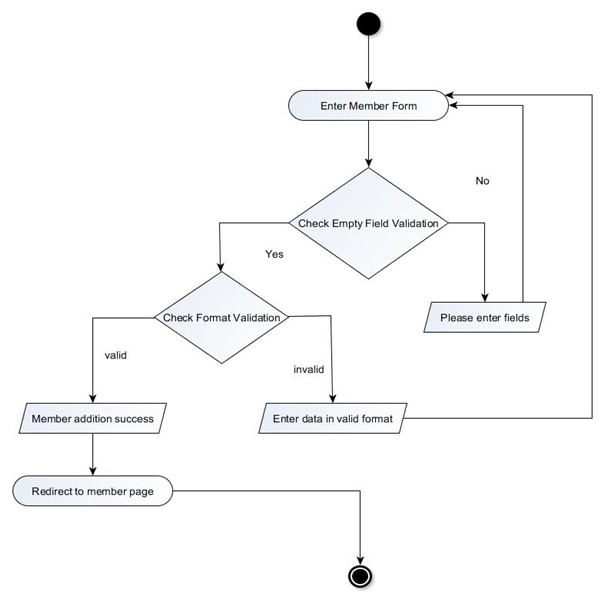 Enter Member Form
No
Check Empty Field Validation
Yes
Check Format Validation
Please enter fields
valid
invalid
Member addition success
Enter data in valid format
Redirect to member page